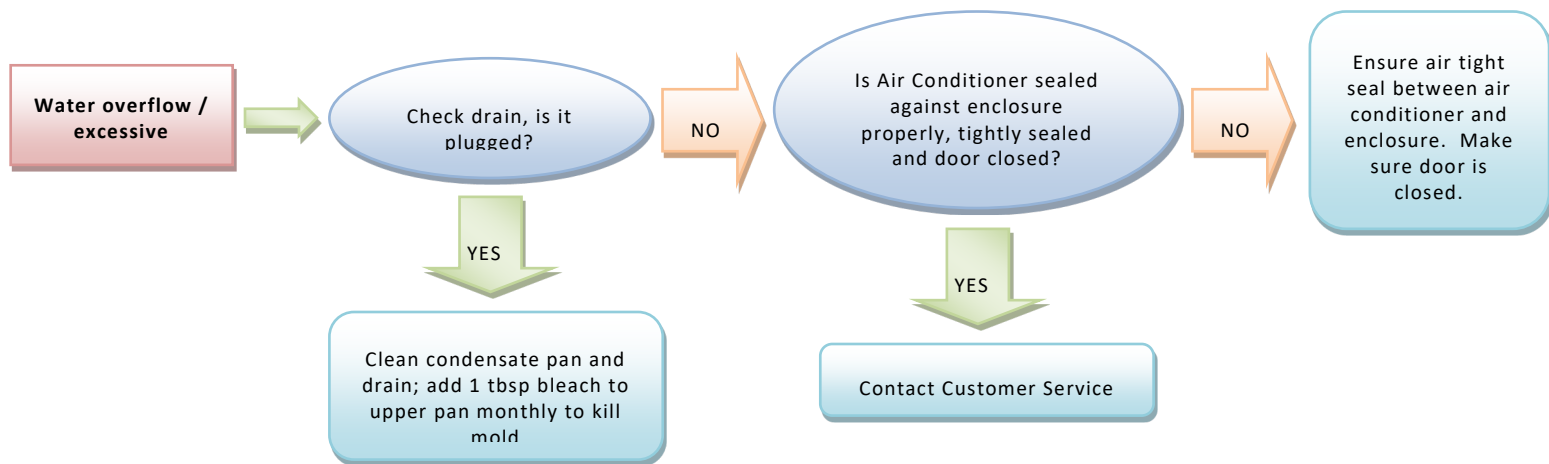 Water overflow /
excessive
Check drain, is it
plugged?
NO
Is Air Conditioner sealed
against enclosure
properly, tightly sealed
and door closed?
NO
Ensure air tight
seal between air
conditioner and
enclosure.  Make
sure door is
closed.
YES
YES
Clean condensate pan and
drain; add 1 tbsp bleach to
upper pan monthly to kill
mold
Contact Customer Service